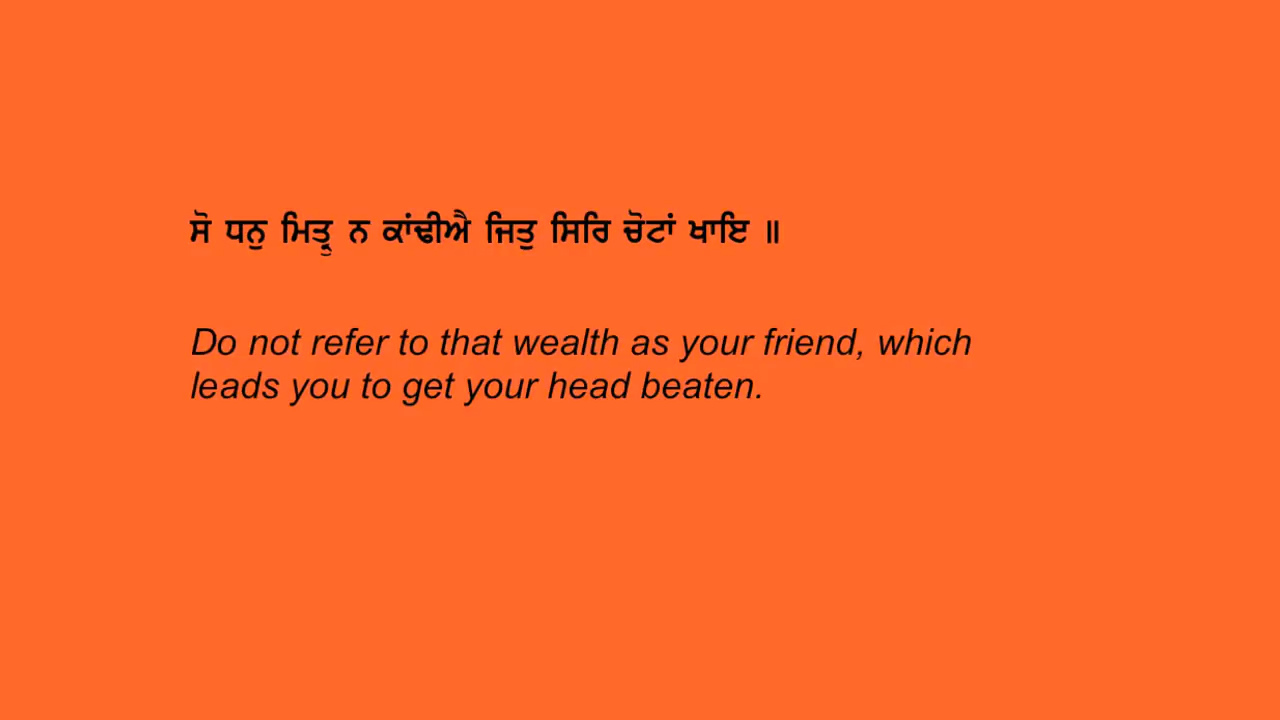 ਸੋ ਧਨੁ ਮਿਤ੍ਰੁ ਨ ਕਾਂਢੀਐ ਜਿਤੁ ਸਿਰਿ ਚੋਟਾਂ ਖਾਇ ॥
Do not refer to that wealth as your friend, which
leads you to get your head beaten.